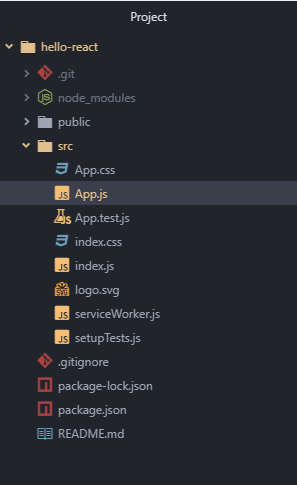 Project
hello-react
.git
node_modules
public
src
App.css
App.js
App.test.js
index.css
index.js
logo.svg
serviceWorker.js
setupTests.js
.gitignore
package-lock.json
package.json
README.md